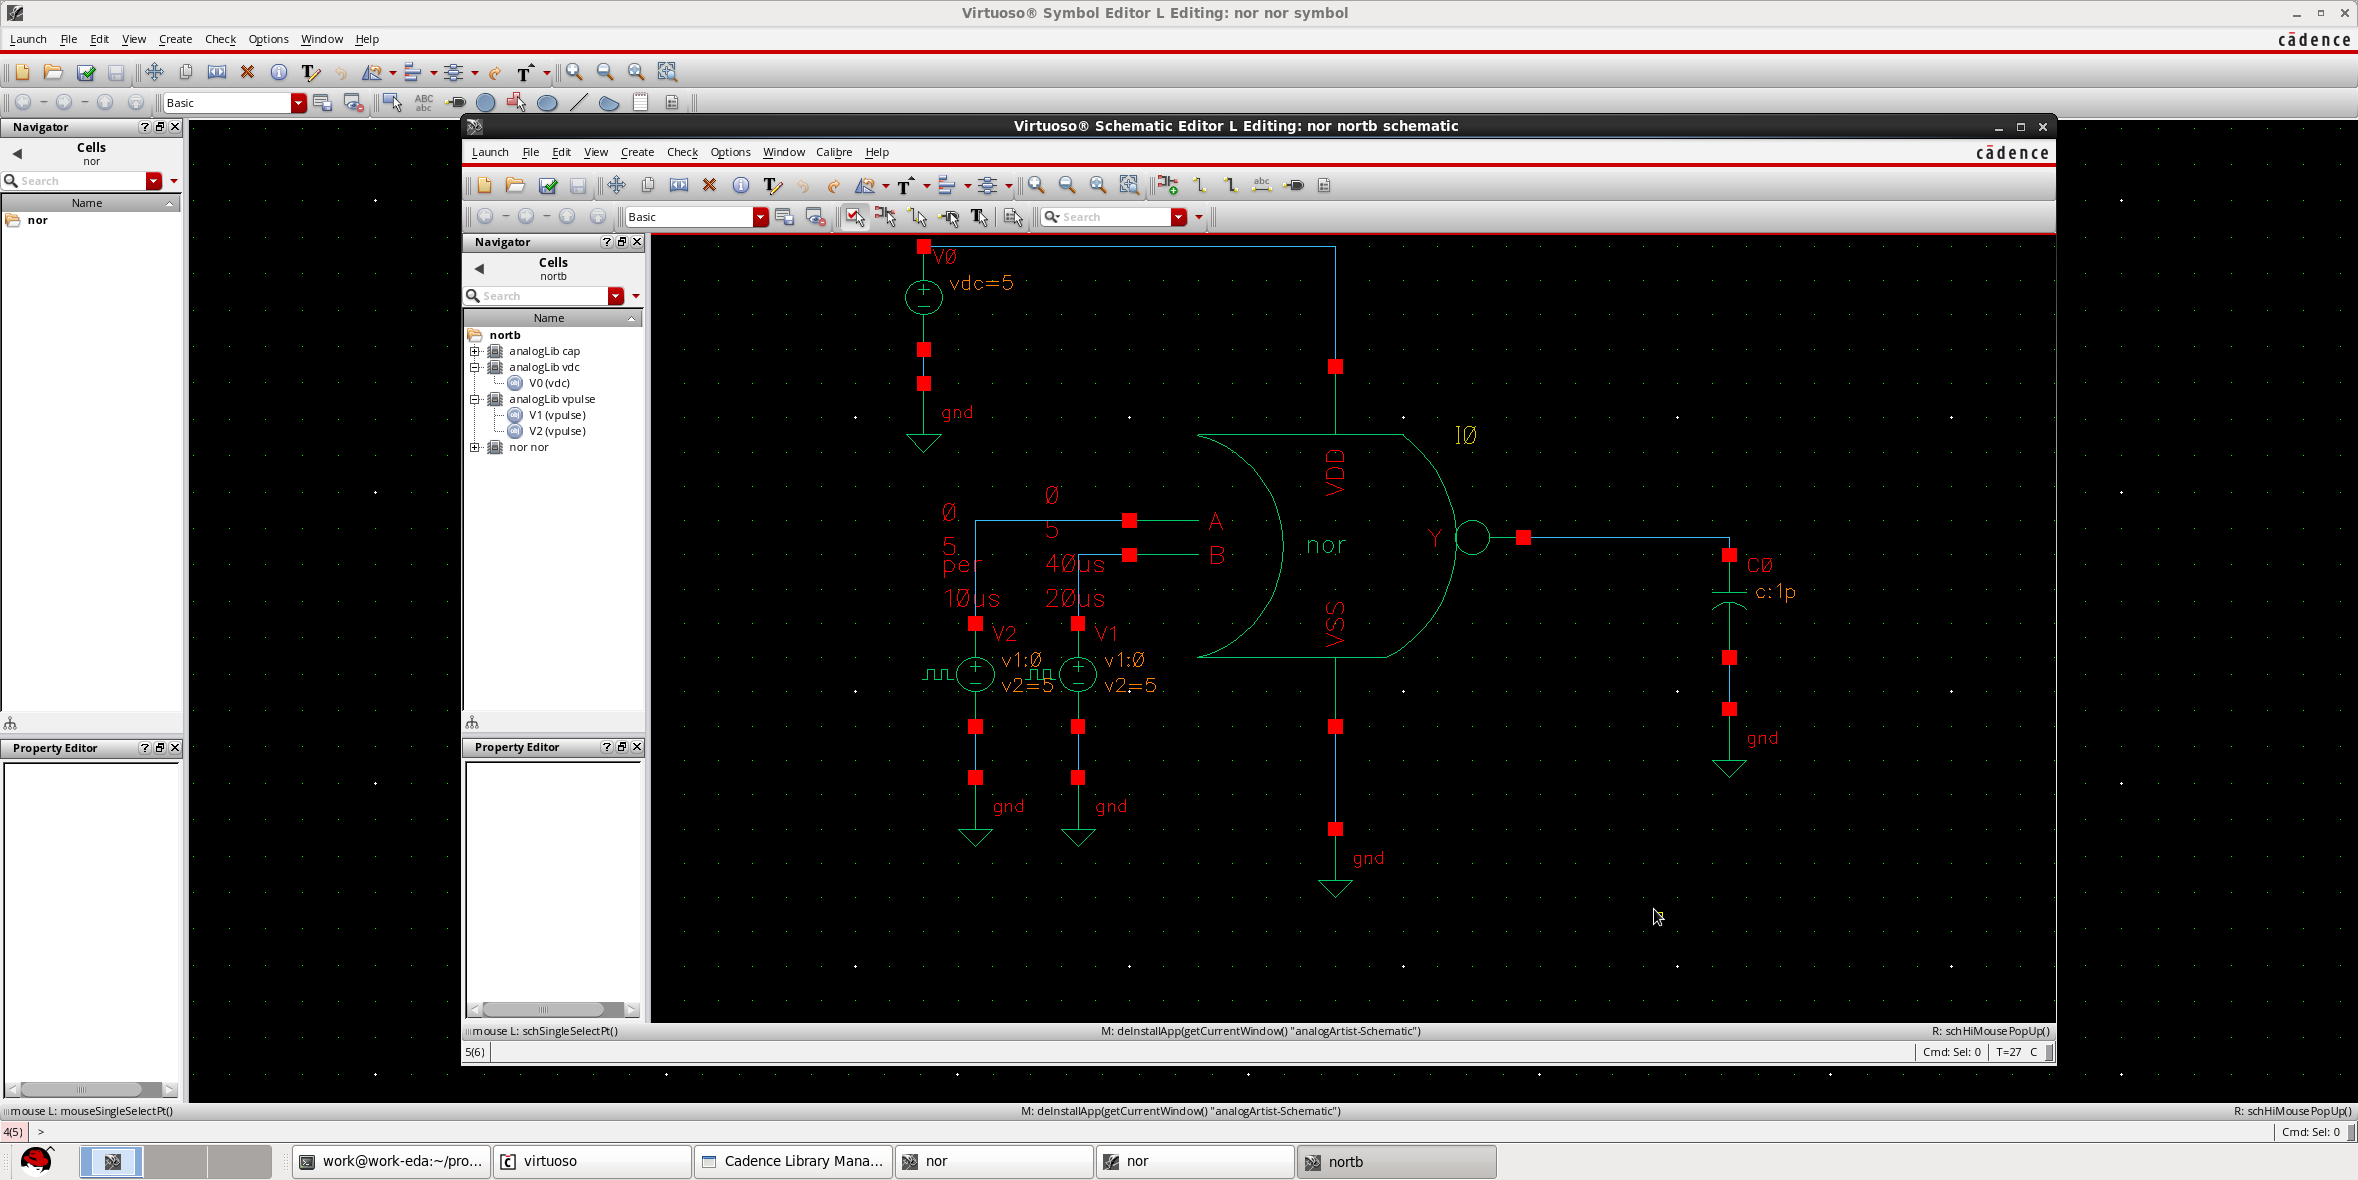 Virtuoso® Symbol Editor L Editing: nor nor symbol
Launch File Edit View Create Check Options Window Help
cādence
Basic
ABC
abc
Navigator
Cells
nor
Search
Name
nor
Property Editor
Virtuoso® Schematic Editor L Editing: nor nortb schematic
Launch File Edit View Create Check Options Window Calibre Help
cādence
abc
Basic
Search
Navigator
Cells
nortb
Search
Name
nortb
analogLib cap
analogLib vdc
V0 (vdc)
analogLib vpulse
V1 (vpulse)
V2 (vpulse)
nor nor
Property Editor
V0
vdc=5
gnd
I0
VDD
0
5
per
10us
0
5
40us
20us
A
B
nor
Y
VSS
C0
c:1p
V2
v1:0
v2=5
V1
v1:0
v2=5
gnd
gnd
gnd
gnd
mouse L: schSingleSelectPt() M: deInstallApp(getCurrentWindow() "analogArtist-Schematic") R: schHiMousePopUp()
5(6) Cmd: Sel: 0 T=27 C
mouse L: mouseSingleSelectPt() M: deInstallApp(getCurrentWindow() "analogArtist-Schematic") R: schHiMousePopUp()
4(5) > Cmd: Sel: 0
work@work-eda:~/pro... virtuoso Cadence Library Mana... nor nor nortb